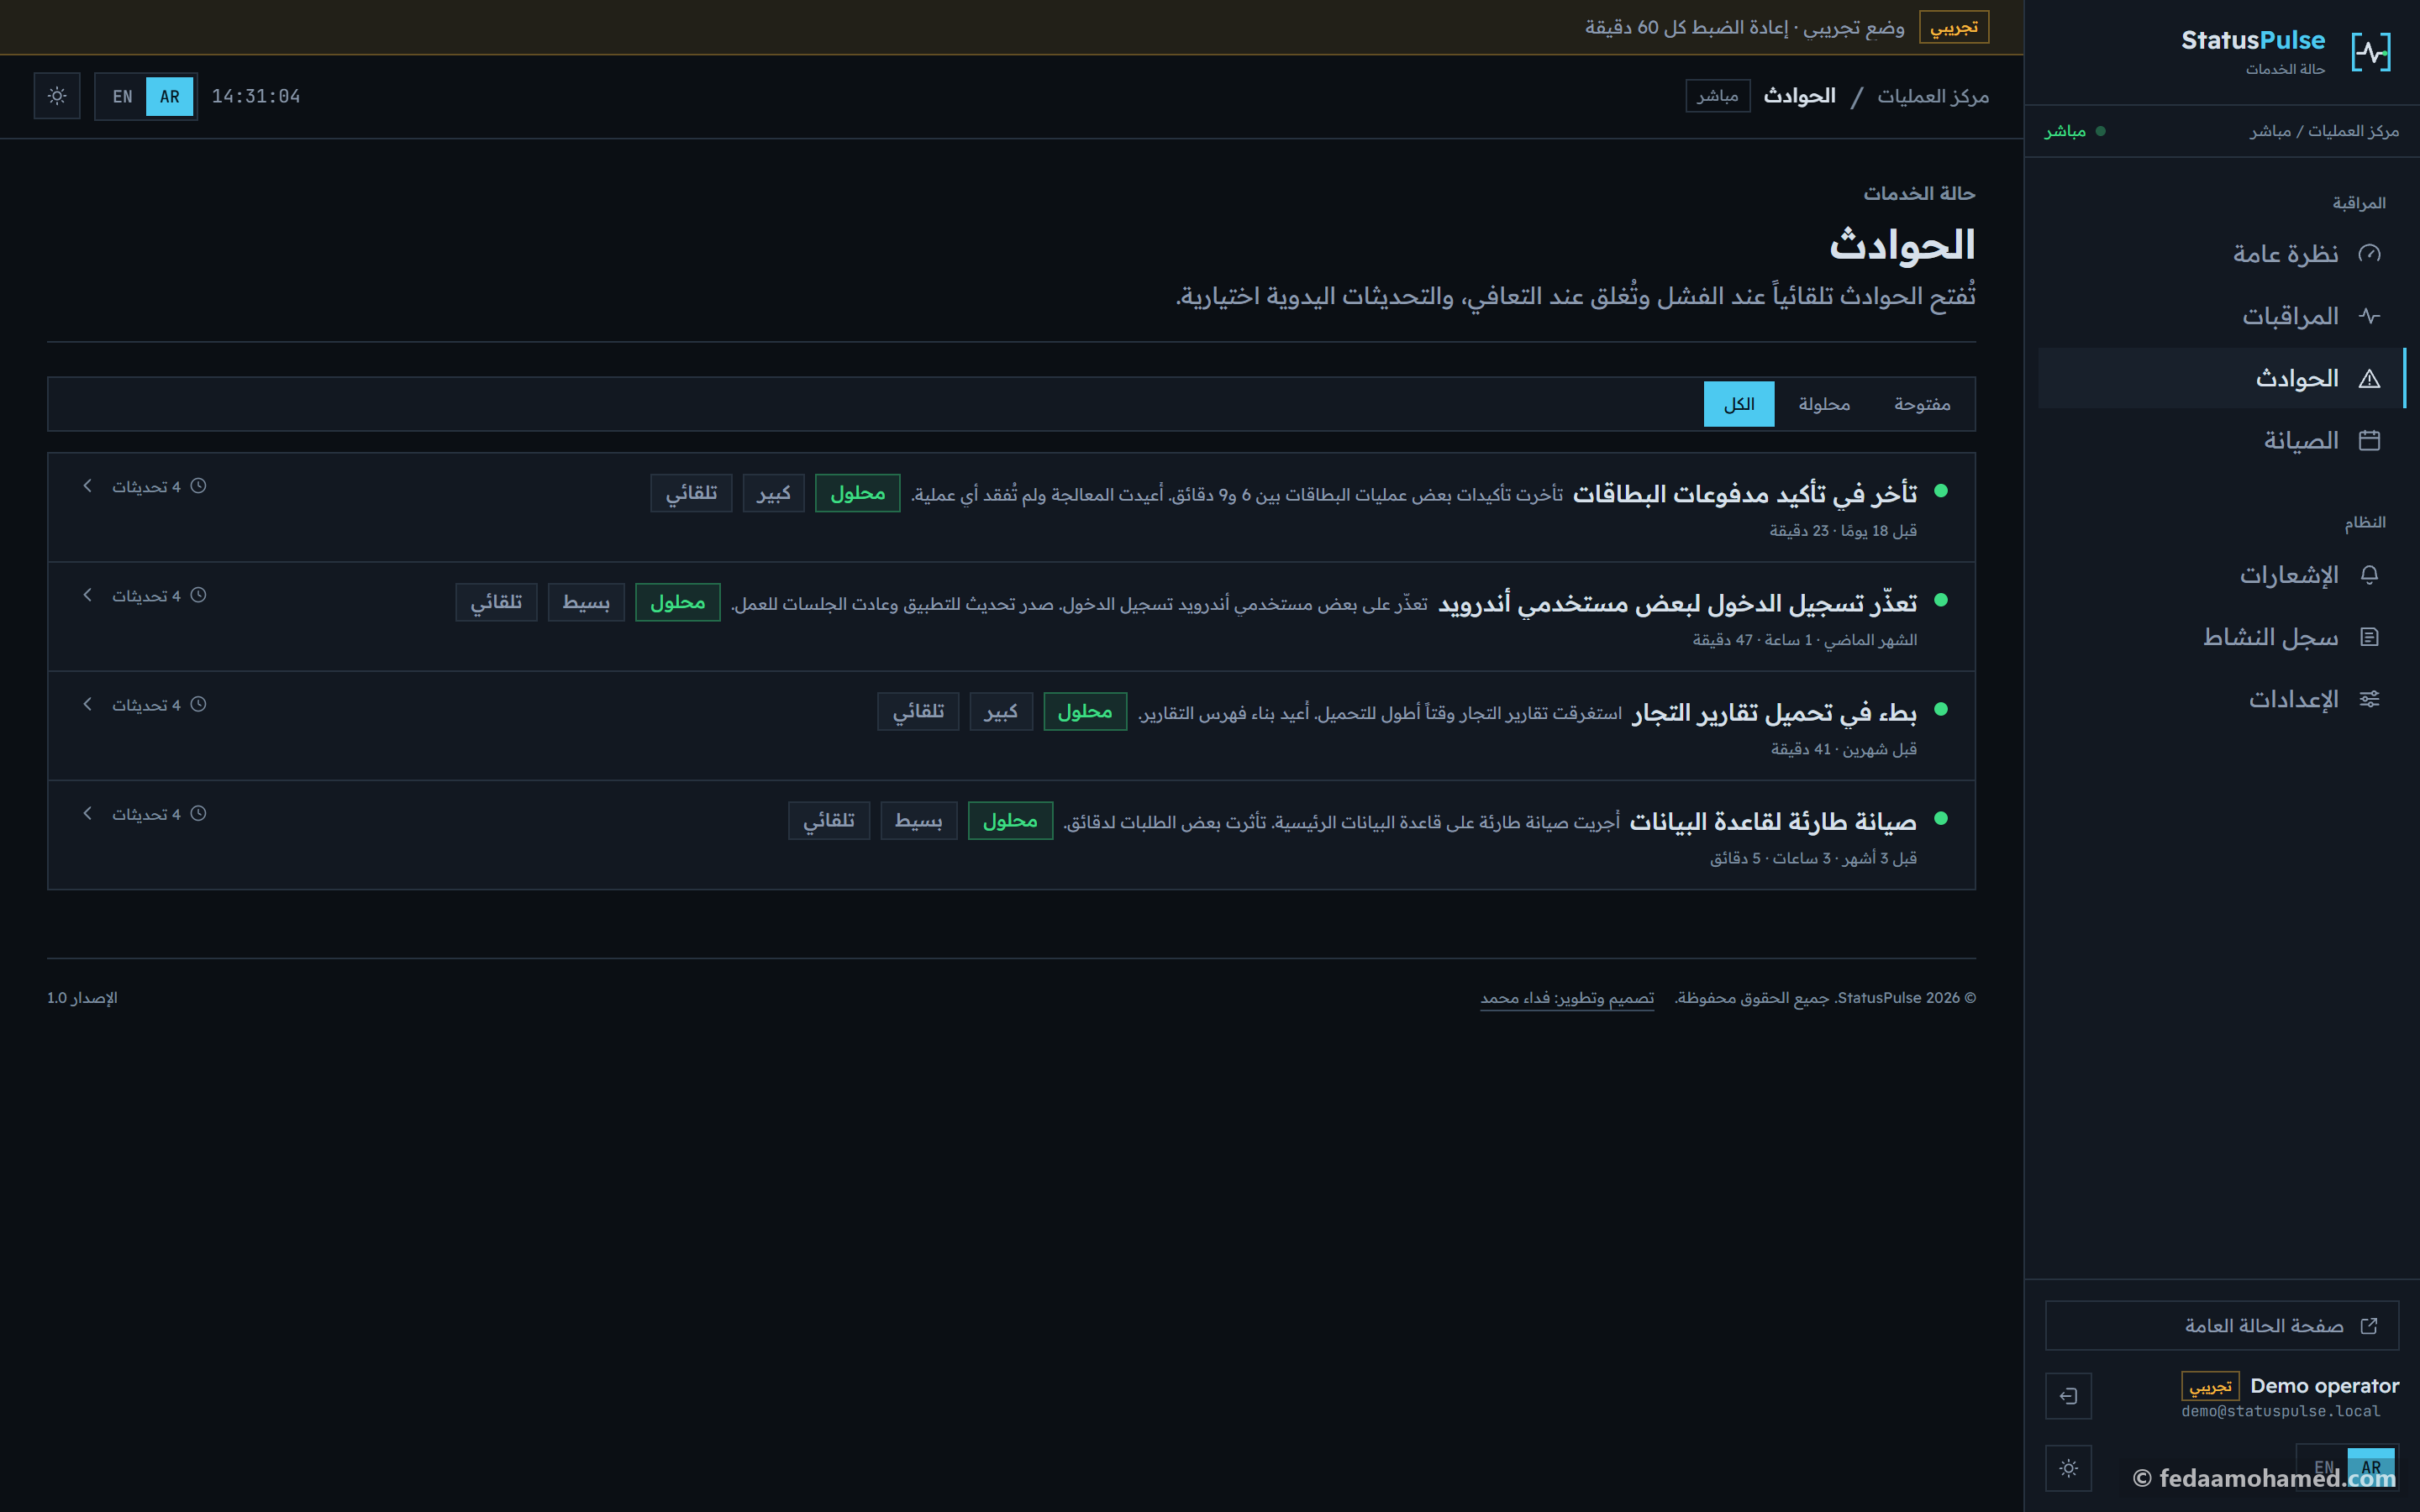 StatusPulse
حالة الخدمات
مركز العمليات / مباشر
مباشر
المراقبة
نظرة عامة
المراقبات
الحوادث
الصيانة
النظام
الإشعارات
سجل النشاط
الإعدادات
صفحة الحالة العامة
Demo operator تجريبي
demo@statuspulse.local
AR EN
© fedaamohamed.com
تجريبي وضع تجريبي · إعادة الضبط كل 60 دقيقة
مركز العمليات / الحوادث مباشر
14:31:04 AR EN
حالة الخدمات
الحوادث
تُفتح الحوادث تلقائياً عند الفشل وتُغلق عند التعافي، والتحديثات اليدوية اختيارية.
مفتوحة محلولة الكل
تأخر في تأكيد مدفوعات البطاقات تأخرت تأكيدات بعض عمليات البطاقات بين 6 و9 دقائق. أعيدت المعالجة ولم تُفقد أي عملية. محلول كبير تلقائي 4 تحديثات
قبل 18 يومًا · 23 دقيقة
تعذّر تسجيل الدخول لبعض مستخدمي أندرويد تعذّر على بعض مستخدمي أندرويد تسجيل الدخول. صدر تحديث للتطبيق وعادت الجلسات للعمل. محلول بسيط تلقائي 4 تحديثات
الشهر الماضي · 1 ساعة · 47 دقيقة
بطء في تحميل تقارير التجار استغرقت تقارير التجار وقتاً أطول للتحميل. أعيد بناء فهرس التقارير. محلول كبير تلقائي 4 تحديثات
قبل شهرين · 41 دقيقة
صيانة طارئة لقاعدة البيانات أجريت صيانة طارئة على قاعدة البيانات الرئيسية. تأثرت بعض الطلبات لدقائق. محلول بسيط تلقائي 4 تحديثات
قبل 3 أشهر · 3 ساعات · 5 دقائق
© 2026 StatusPulse. جميع الحقوق محفوظة. تصميم وتطوير: فداء محمد
الإصدار 1.0